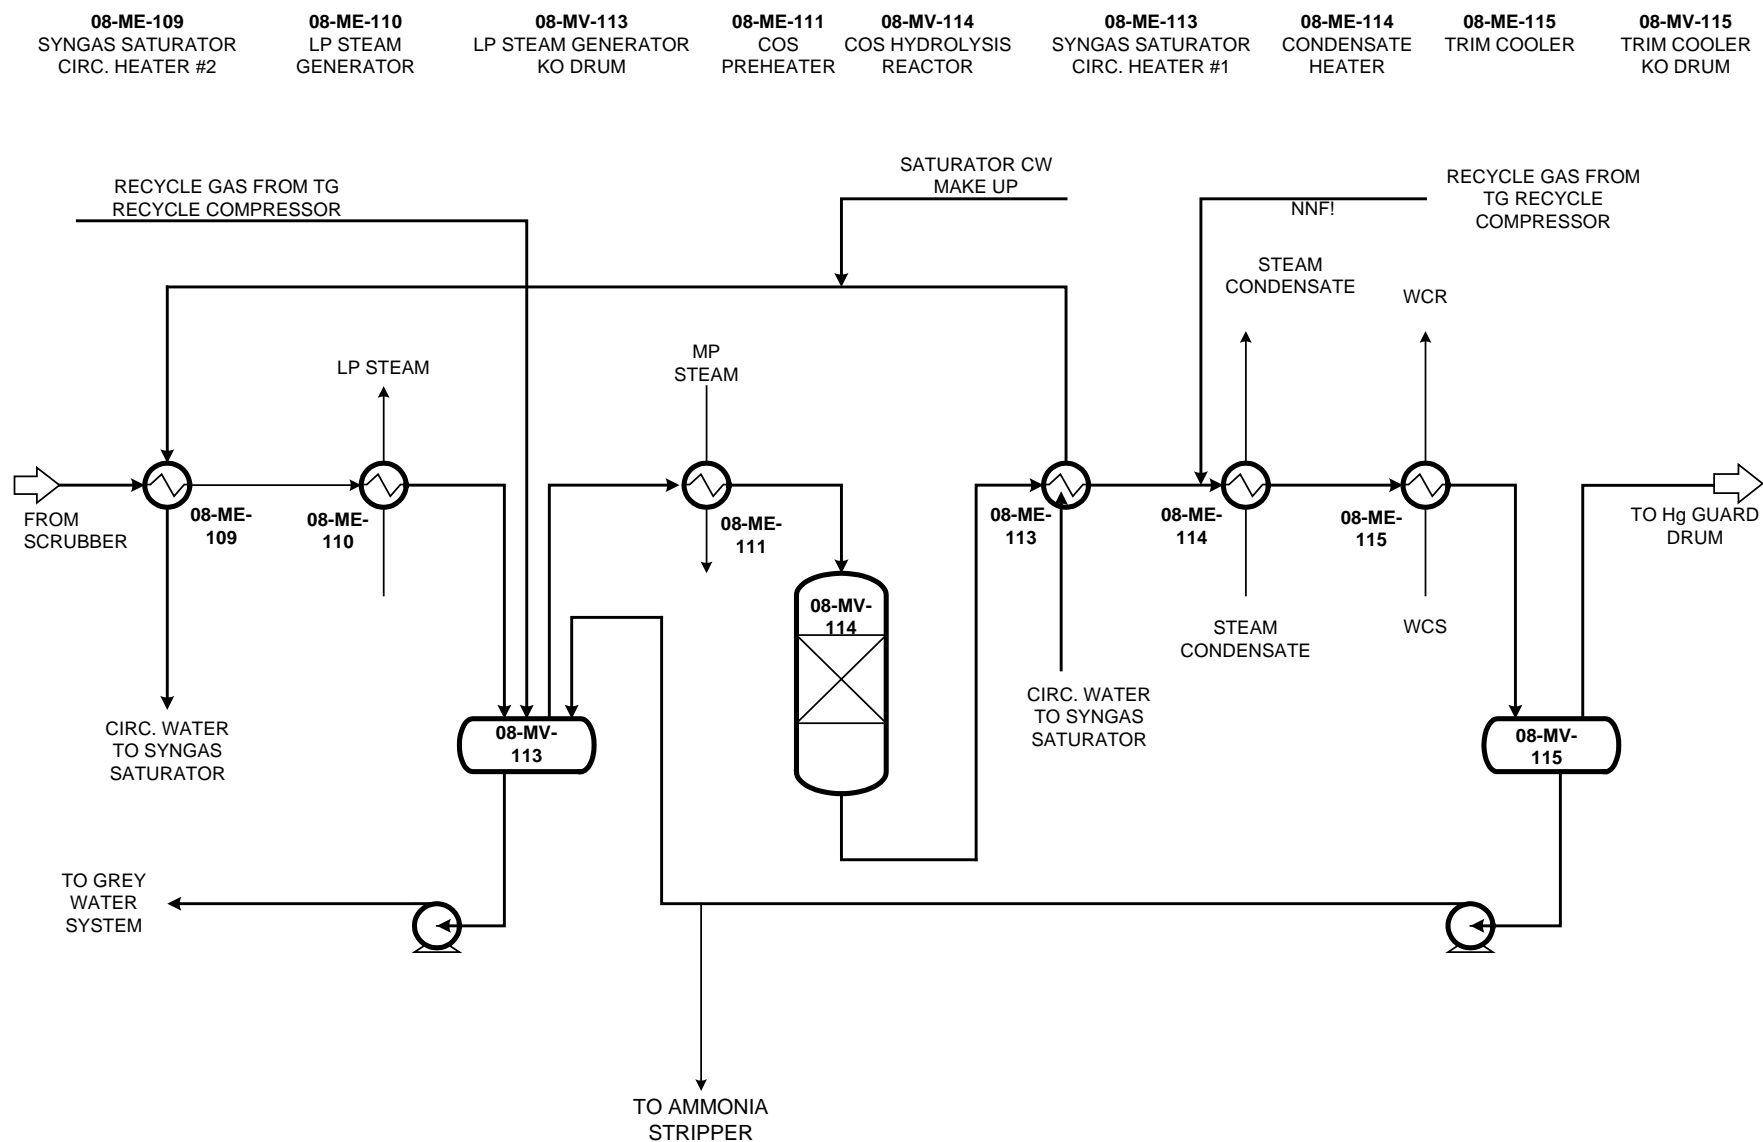 08-ME-109
SYNGAS SATURATOR
CIRC. HEATER #2
08-ME-110
LP STEAM
GENERATOR
08-MV-113
LP STEAM GENERATOR
KO DRUM
08-ME-111
COS
PREHEATER
08-MV-114
COS HYDROLYSIS
REACTOR
08-ME-113
SYNGAS SATURATOR
CIRC. HEATER #1
08-ME-114
CONDENSATE
HEATER
08-ME-115
TRIM COOLER
08-MV-115
TRIM COOLER
KO DRUM
RECYCLE GAS FROM TG
RECYCLE COMPRESSOR
SATURATOR CW
MAKE UP
NNF!
RECYCLE GAS FROM
TG RECYCLE
COMPRESSOR
STEAM
CONDENSATE
WCR
LP STEAM
MP
STEAM
FROM
SCRUBBER
08-ME-
109
08-ME-
110
08-ME-
111
08-ME-
113
08-ME-
114
08-ME-
115
TO Hg GUARD
DRUM
08-MV-
114
STEAM
CONDENSATE
WCS
CIRC. WATER
TO SYNGAS
SATURATOR
08-MV-
113
CIRC. WATER
TO SYNGAS
SATURATOR
08-MV-
115
TO GREY
WATER
SYSTEM
TO AMMONIA
STRIPPER